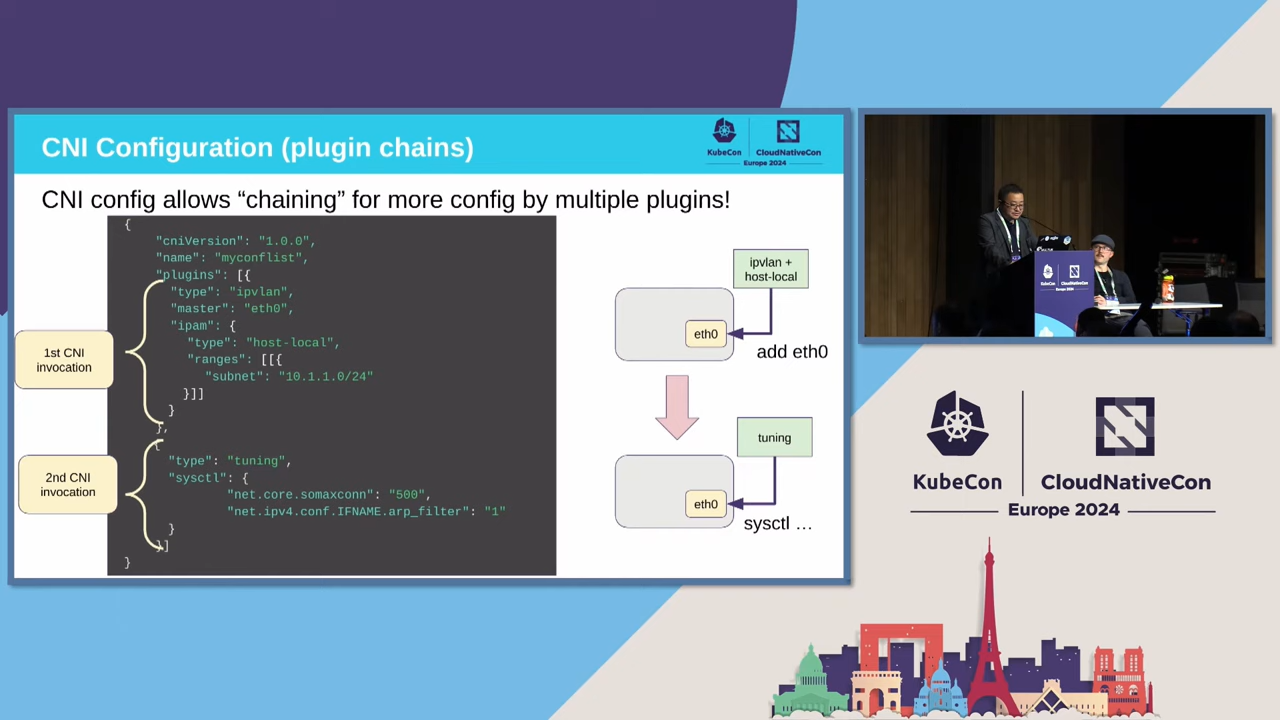 CNI Configuration (plugin chains)
KubeCon
CloudNativeCon
Europe 2024
CNI config allows “chaining” for more config by multiple plugins!
{
"cniVersion": "1.0.0",
"name": "myconflist",
"plugins": [{
"type": "ipvlan",
"master": "eth0",
"ipam": {
"type": "host-local",
"ranges": [[{
"subnet": "10.1.1.0/24"
}]]
}
},
{
"type": "tuning",
"sysctl": {
"net.core.somaxconn": "500",
"net.ipv4.conf.IFNAME.arp_filter": "1"
}
}]
}
1st CNI
invocation
2nd CNI
invocation
ipvlan +
host-local
eth0
add eth0
tuning
eth0
sysctl …
KubeCon
CloudNativeCon
Europe 2024